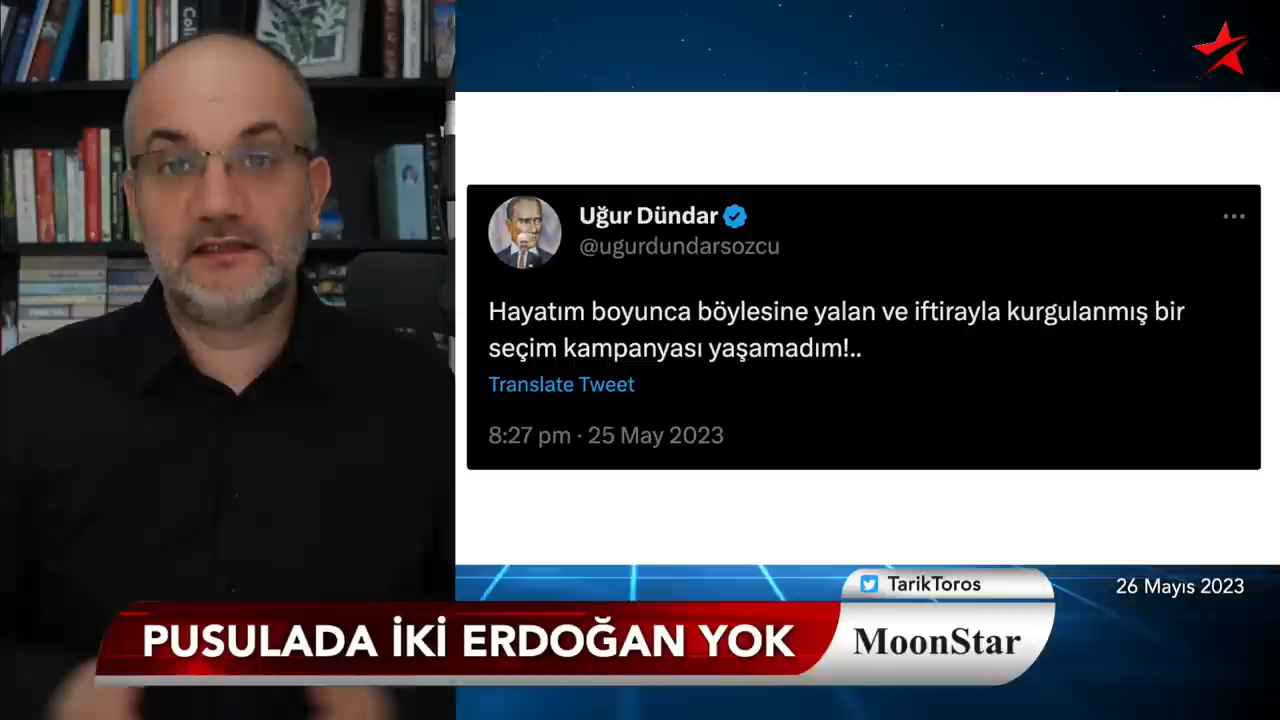 Coli
Uğur Dündar
@ugurdundarsozcu
Hayatım boyunca böylesine yalan ve iftirayla kurgulanmış bir
seçim kampanyası yaşamadım!..
Translate Tweet
8:27 pm · 25 May 2023
TarikToros
26 Mayıs 2023
PUSULADA İKİ ERDOĞAN YOK
MoonStar